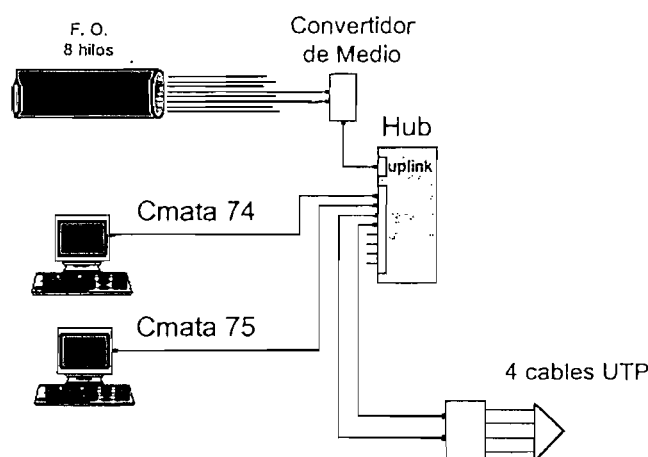 F. O.
8 hilos
Convertidor
de Medio
Hub
uplink
Cmata 74
Cmata 75
4 cables UTP